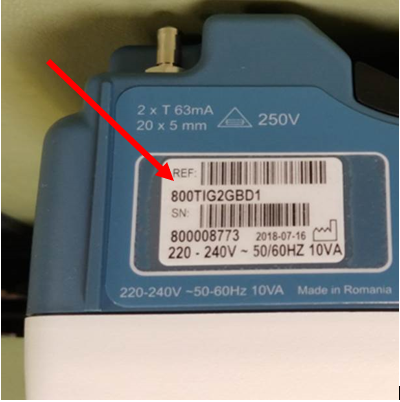 2 x T 63mA
20 x 5 mm
250V
REF:
800TIG2GBD1
SN:
800008773 2018-07-16
220 - 240V ~ 50/60HZ 10VA
220-240V ~50-60Hz 10VA Made in Romania